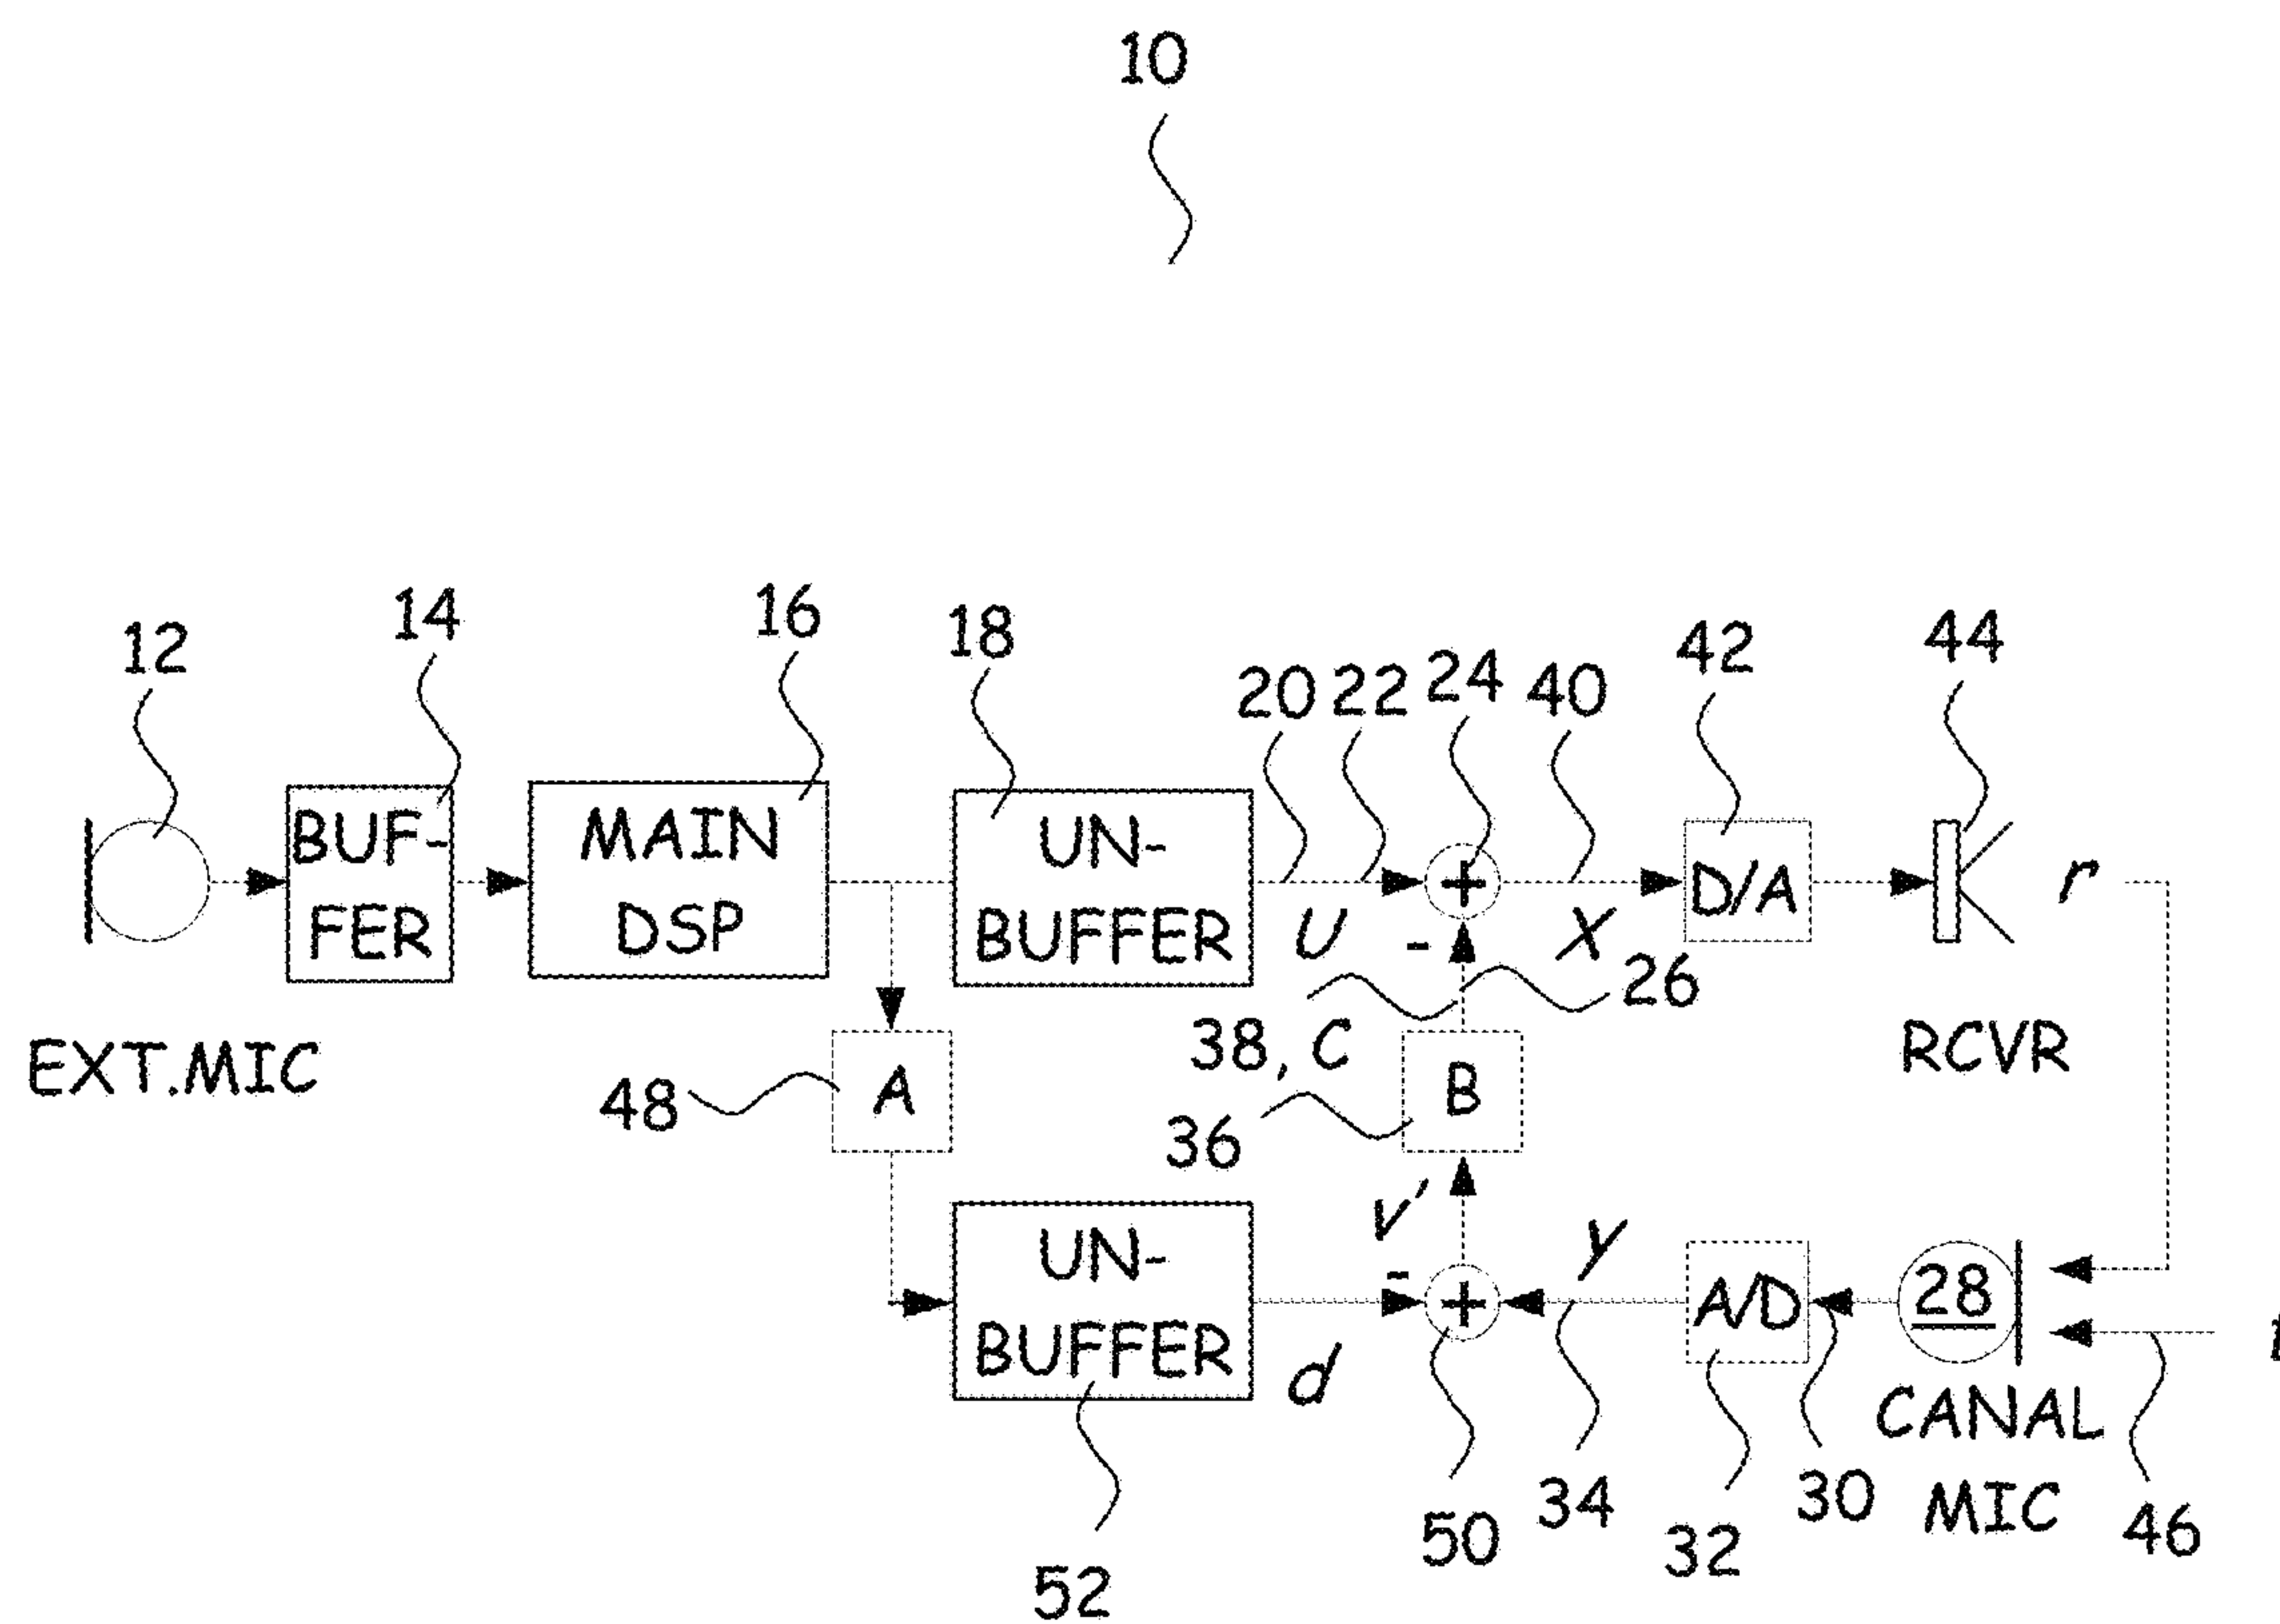 10
12
14
16
18
20
22
24
40
42
44
BUF-
FER
MAIN
DSP
UN-
BUFFER
U
-
+
X
D/A
r
26
EXT.MIC
38, C
RCVR
48
A
36
B
v'
y
UN-
BUFFER
d
-
+
A/D
28
CANAL
MIC
52
50
34
32
30
46